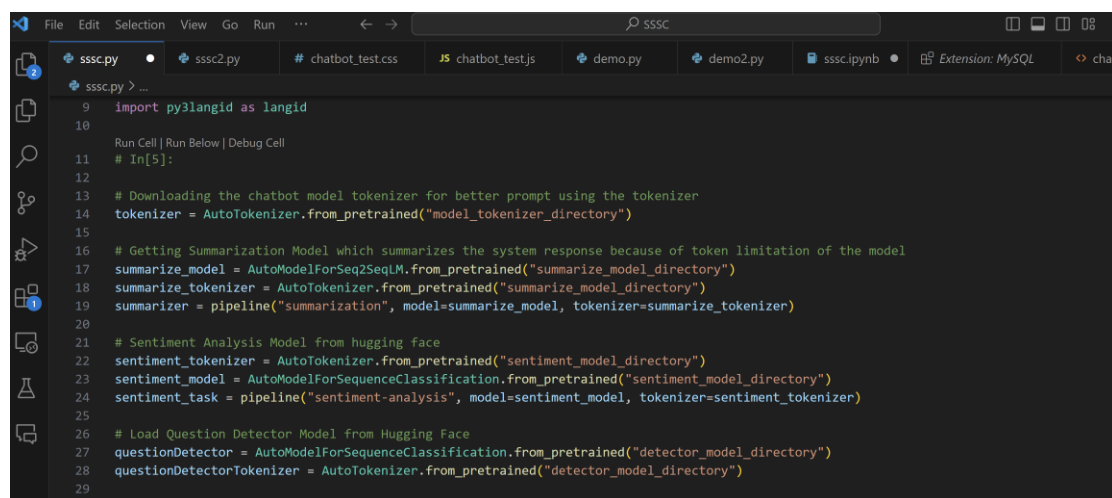 File Edit Selection View Go Run ... sssc
sssc.py sssc2.py # chatbot_test.css JS chatbot_test.js demo.py demo2.py sssc.ipynb Extension: MySQL <> cha
2
sssc.py > ...
9 import py3langid as langid
10
Run Cell | Run Below | Debug Cell
11 # In[5]:
12
13 # Downloading the chatbot model tokenizer for better prompt using the tokenizer
14 tokenizer = AutoTokenizer.from_pretrained("model_tokenizer_directory")
15
16 # Getting Summarization Model which summarizes the system response because of token limitation of the model
17 summarize_model = AutoModelForSeq2SeqLM.from_pretrained("summarize_model_directory")
18 summarize_tokenizer = AutoTokenizer.from_pretrained("summarize_model_directory")
19 summarizer = pipeline("summarization", model=summarize_model, tokenizer=summarize_tokenizer)
1
20
21 # Sentiment Analysis Model from hugging face
22 sentiment_tokenizer = AutoTokenizer.from_pretrained("sentiment_model_directory")
23 sentiment_model = AutoModelForSequenceClassification.from_pretrained("sentiment_model_directory")
24 sentiment_task = pipeline("sentiment-analysis", model=sentiment_model, tokenizer=sentiment_tokenizer)
25
26 # Load Question Detector Model from Hugging Face
27 questionDetector = AutoModelForSequenceClassification.from_pretrained("detector_model_directory")
28 questionDetectorTokenizer = AutoTokenizer.from_pretrained("detector_model_directory")
29